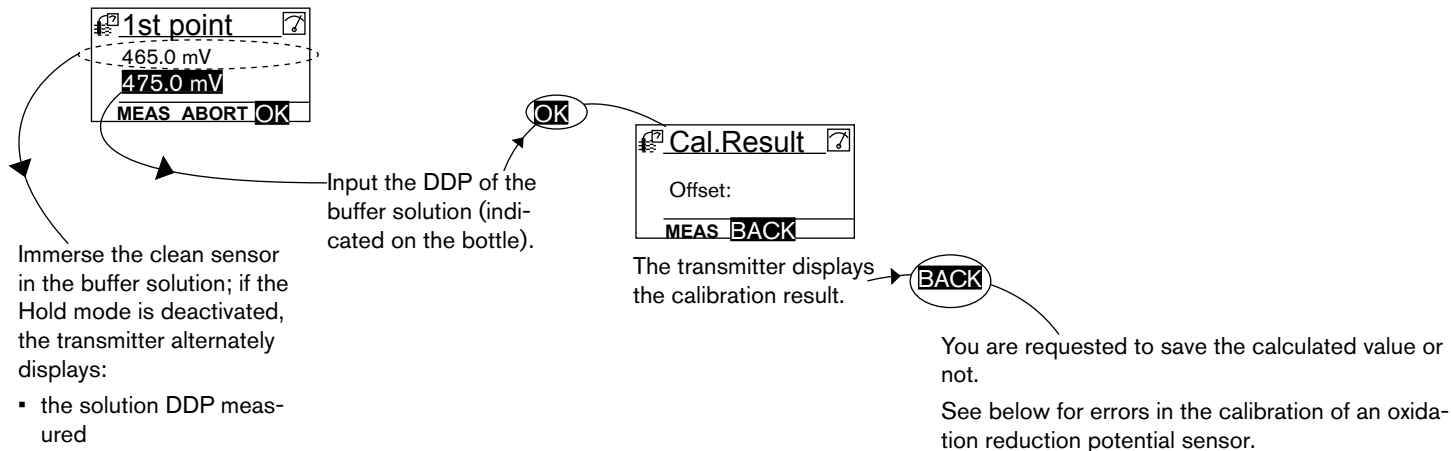 1st point
465.0 mV
475.0 mV
MEAS ABORT OK
Immerse the clean sensor
in the buffer solution; if the
Hold mode is deactivated,
the transmitter alternately
displays:
▪ the solution DDP meas-
ured
Input the DDP of the
buffer solution (indi-
cated on the bottle).
OK
Cal.Result
Offset:
MEAS BACK
The transmitter displays
the calibration result.
BACK
You are requested to save the calculated value or
not.
See below for errors in the calibration of an oxida-
tion reduction potential sensor.